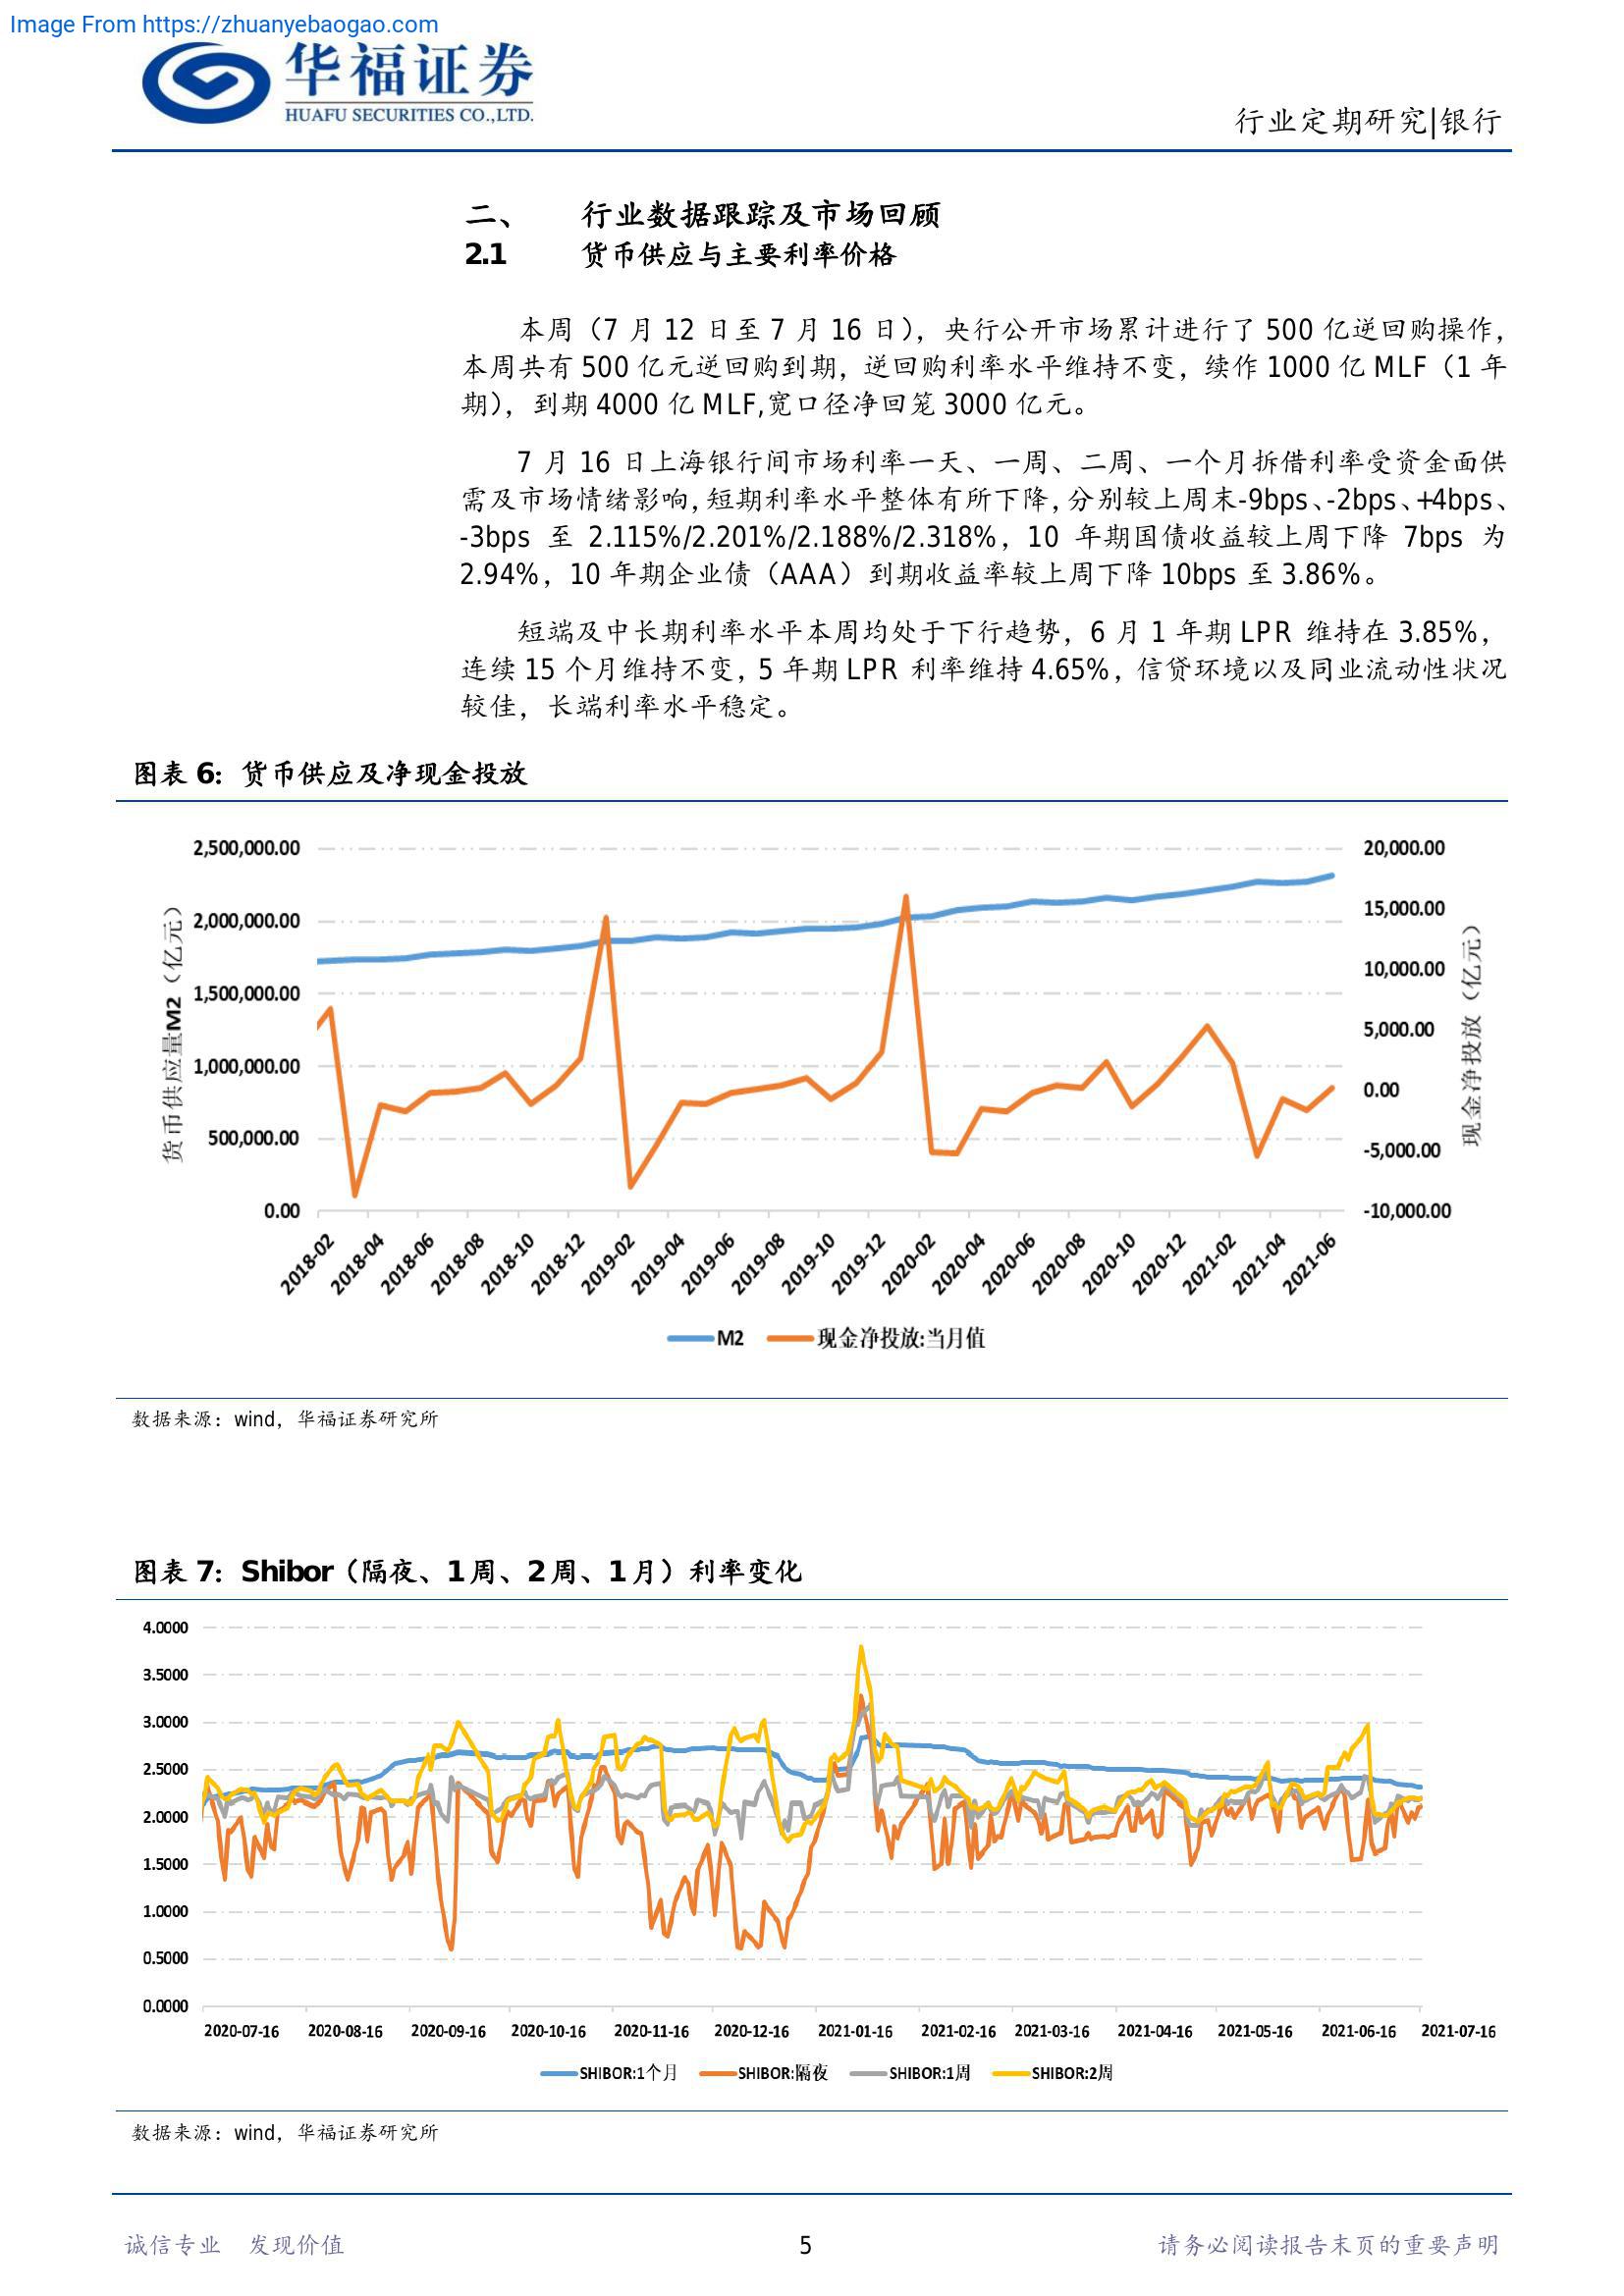 Image From https://zhuanyebaogao.com
华福证券
HUAFU SECURITIES CO.,LTD.
行业定期研究|银行
二、 行业数据跟踪及市场回顾
2.1 货币供应与主要利率价格
本周（7 月 12 日至 7 月 16 日），央行公开市场累计进行了 500 亿逆回购操作，
本周共有 500 亿元逆回购到期，逆回购利率水平维持不变，续作 1000 亿 MLF（1 年
期），到期 4000 亿 MLF,宽口径净回笼 3000 亿元。
7 月 16 日上海银行间市场利率一天、一周、二周、一个月拆借利率受资金面供
需及市场情绪影响，短期利率水平整体有所下降，分别较上周末-9bps、-2bps、+4bps、
-3bps 至 2.115%/2.201%/2.188%/2.318%，10 年期国债收益较上周下降 7bps 为
2.94%，10 年期企业债（AAA）到期收益率较上周下降 10bps 至 3.86%。
短端及中长期利率水平本周均处于下行趋势，6 月 1 年期 LPR 维持在 3.85%，
连续 15 个月维持不变，5 年期 LPR 利率维持 4.65%，信贷环境以及同业流动性状况
较佳，长端利率水平稳定。
图表 6：货币供应及净现金投放
货币供应量M2（亿元）
2,500,000.00
2,000,000.00
1,500,000.00
1,000,000.00
500,000.00
0.00
20,000.00
15,000.00
10,000.00
5,000.00
0.00
-5,000.00
-10,000.00
现金净投放（亿元）
2018-02 2018-04 2018-06 2018-08 2018-10 2018-12 2019-02 2019-04 2019-06 2019-08 2019-10 2019-12 2020-02 2020-04 2020-06 2020-08 2020-10 2020-12 2021-02 2021-04 2021-06
M2 现金净投放:当月值
数据来源：wind，华福证券研究所
图表 7：Shibor（隔夜、1 周、2 周、1 月）利率变化
4.0000
3.5000
3.0000
2.5000
2.0000
1.5000
1.0000
0.5000
0.0000
2020-07-16 2020-08-16 2020-09-16 2020-10-16 2020-11-16 2020-12-16 2021-01-16 2021-02-16 2021-03-16 2021-04-16 2021-05-16 2021-06-16 2021-07-16
SHIBOR:1个月 SHIBOR:隔夜 SHIBOR:1周 SHIBOR:2周
数据来源：wind，华福证券研究所
诚信专业 发现价值 5 请务必阅读报告末页的重要声明